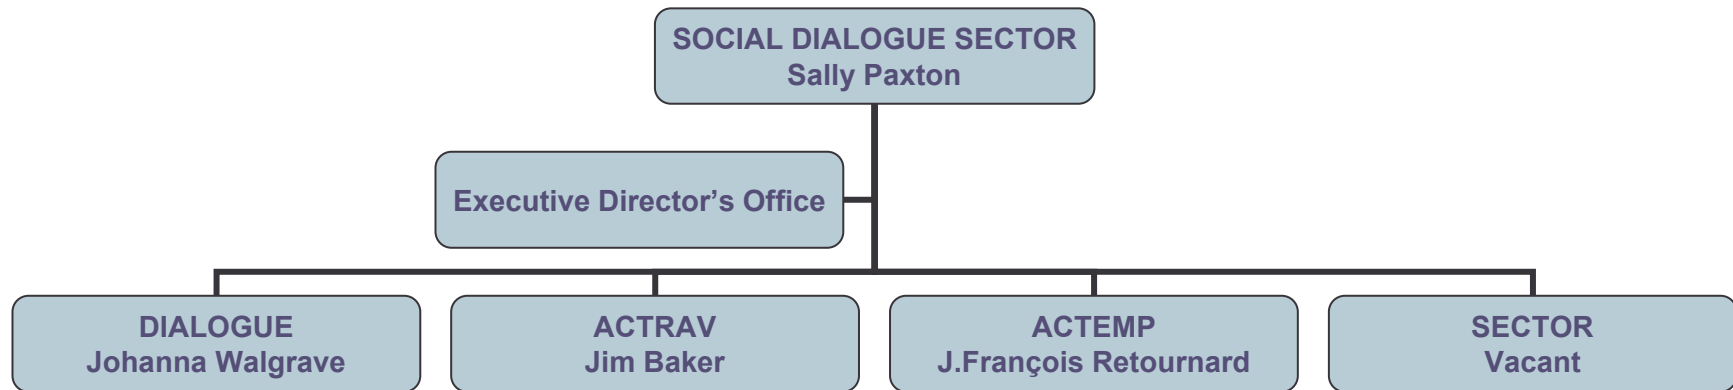 SOCIAL DIALOGUE SECTOR
Sally Paxton
Executive Director’s Office
DIALOGUE
Johanna Walgrave
ACTRAV
Jim Baker
ACTEMP
J.François Retournard
SECTOR
Vacant